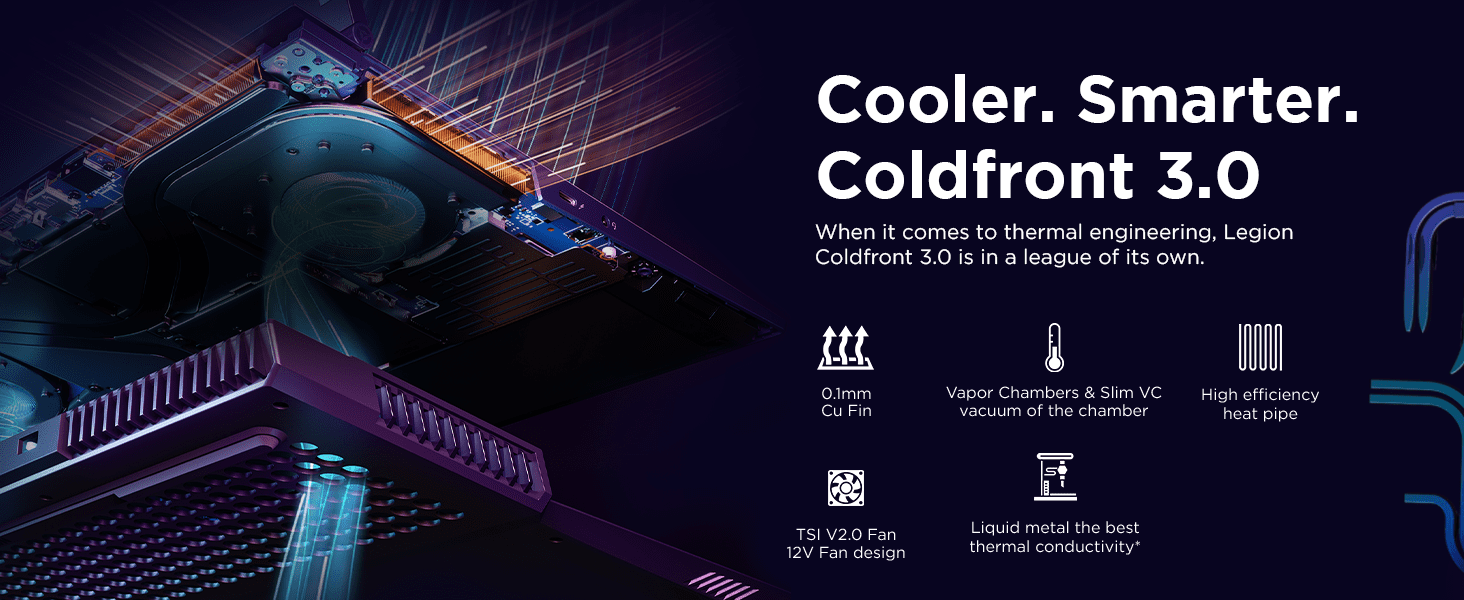 Cooler. Smarter.
Coldfront 3.0
When it comes to thermal engineering, Legion
Coldfront 3.0 is in a league of its own.
0.1mm
Cu Fin
Vapor Chambers & Slim VC
vacuum of the chamber
High efficiency
heat pipe
TSI V2.0 Fan
12V Fan design
Liquid metal the best
thermal conductivity*